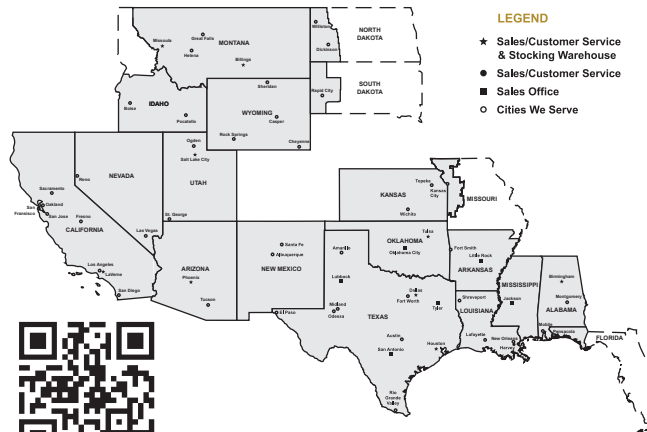 LEGEND
★ Sales/Customer Service
& Stocking Warehouse
● Sales/Customer Service
■ Sales Office
○ Cities We Serve
NORTH
DAKOTA
Williston
Dickinson
MONTANA
Missoula
Great Falls
Helena
Billings
SOUTH
DAKOTA
Rapid City
IDAHO
Boise
Pocatello
WYOMING
Sheridan
Casper
Rock Springs
Cheyenne
NEVADA
Reno
Las Vegas
UTAH
Ogden
Salt Lake City
St. George
CALIFORNIA
Sacramento
San
Francisco
Oakland
San Jose
Fresno
Los Angeles
LaVerne
San Diego
ARIZONA
Phoenix
Tucson
NEW MEXICO
Santa Fe
Albuquerque
KANSAS
Topeka
Kansas
City
Wichita
MISSOURI
OKLAHOMA
Tulsa
Oklahoma City
ARKANSAS
Fort Smith
Little Rock
TEXAS
Amarillo
Lubbock
Midland
Odessa
El Paso
Dallas
Fort Worth
Tyler
Austin
San Antonio
Houston
Rio
Grande
Valley
LOUISIANA
Shreveport
Lafayette
New Orleans
Harvey
MISSISSIPPI
Jackson
ALABAMA
Birmingham
Montgomery
Mobile
Pensacola
FLORIDA